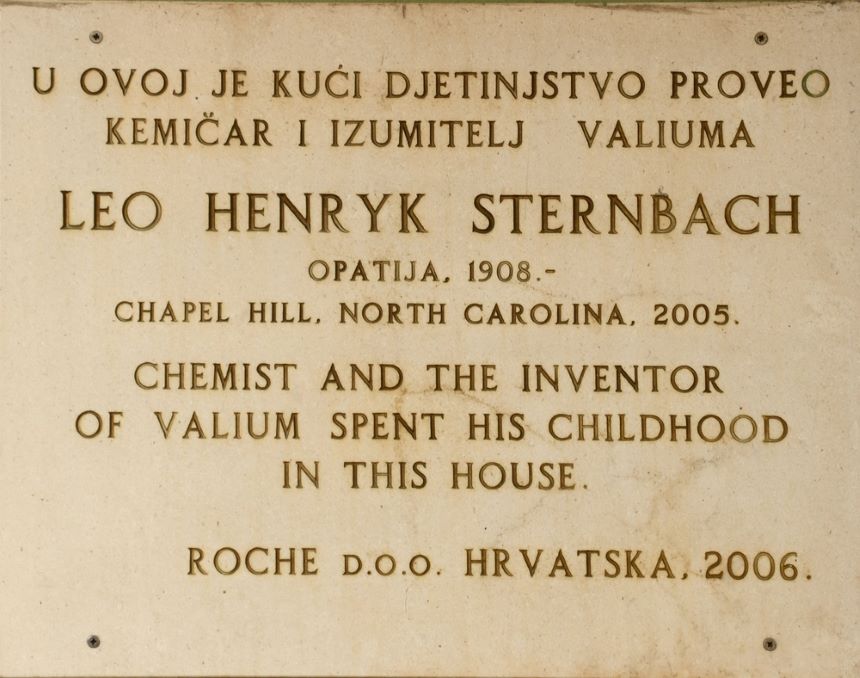 U OVOJ JE KUĆI DJETINJSTVO PROVEO
KEMIČAR I IZUMITELJ VALIUMA
LEO HENRYK STERNBACH
OPATIJA, 1908.-
CHAPEL HILL, NORTH CAROLINA, 2005.
CHEMIST AND THE INVENTOR
OF VALIUM SPENT HIS CHILDHOOD
IN THIS HOUSE.
ROCHE D.O.O. HRVATSKA, 2006.